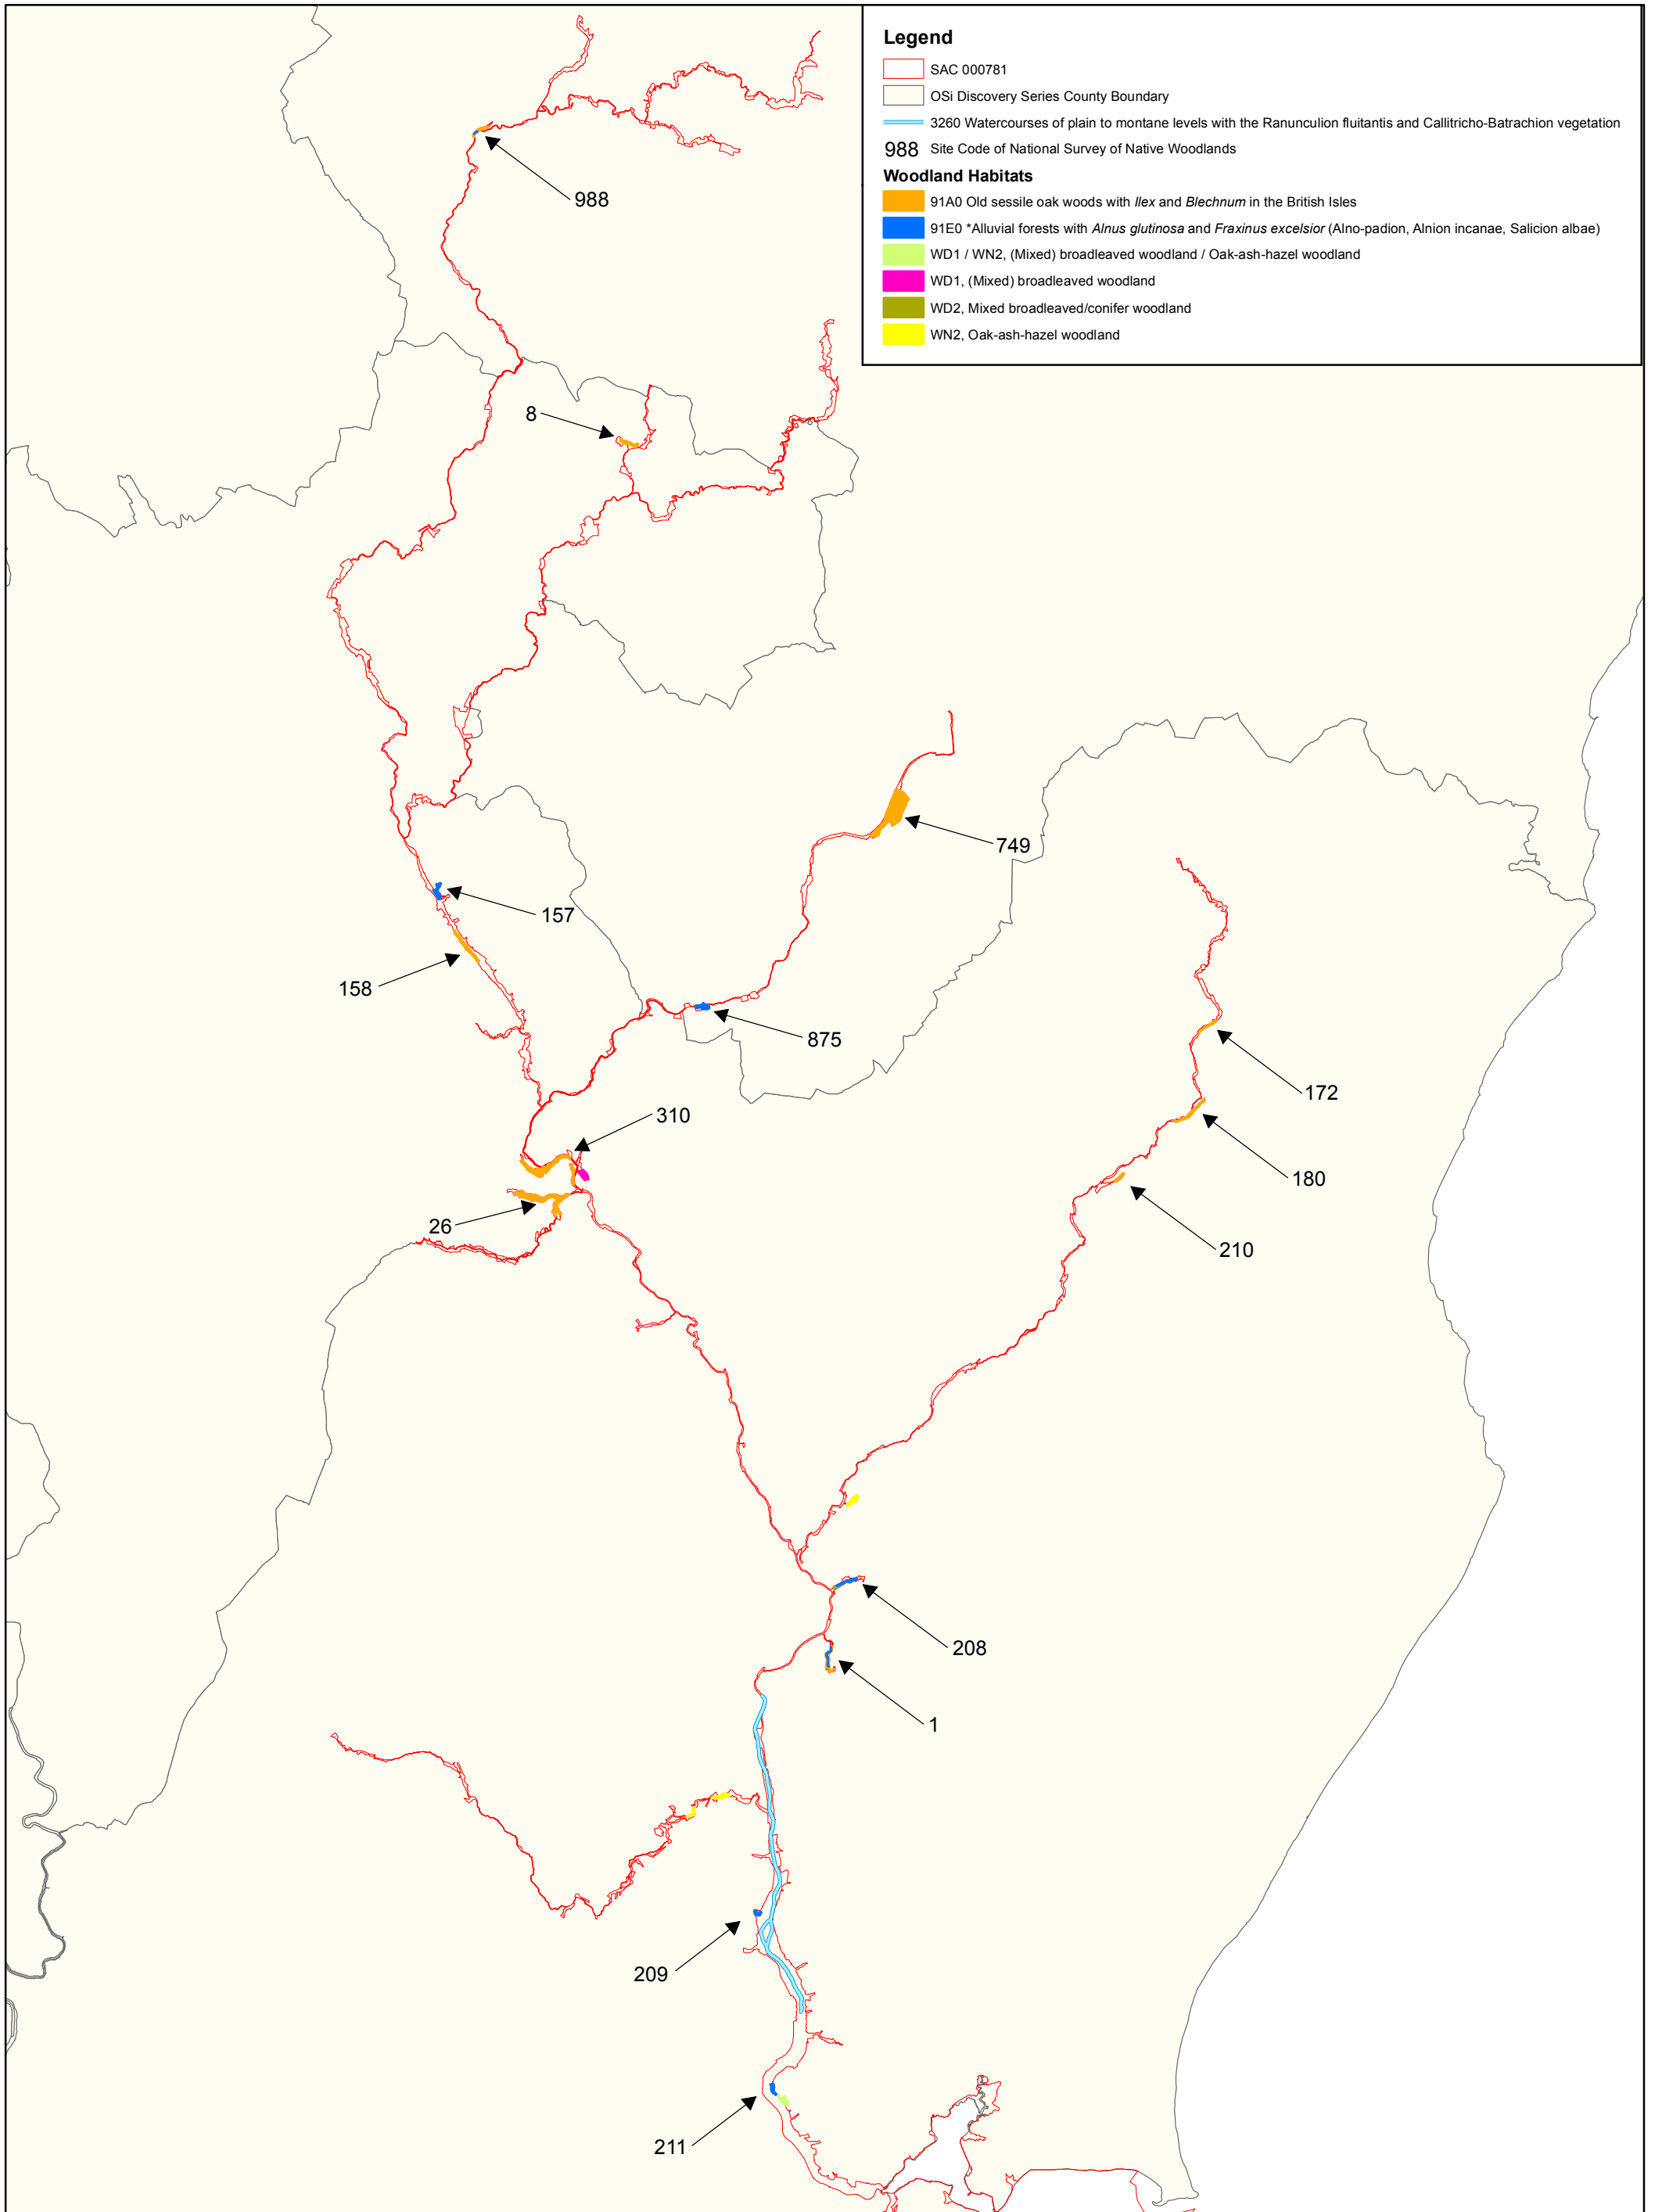 Legend
SAC 000781
OSi Discovery Series County Boundary
3260 Watercourses of plain to montane levels with the Ranunculion fluitantis and Callitricho-Batrachion vegetation
988 Site Code of National Survey of Native Woodlands
Woodland Habitats
91A0 Old sessile oak woods with Ilex and Blechnum in the British Isles
91E0 *Alluvial forests with Alnus glutinosa and Fraxinus excelsior (Alno-padion, Alnion incanae, Salicion albae)
WD1 / WN2, (Mixed) broadleaved woodland / Oak-ash-hazel woodland
WD1, (Mixed) broadleaved woodland
WD2, Mixed broadleaved/conifer woodland
WN2, Oak-ash-hazel woodland
988
8
749
157
158
875
172
310
180
26
210
208
1
209
211